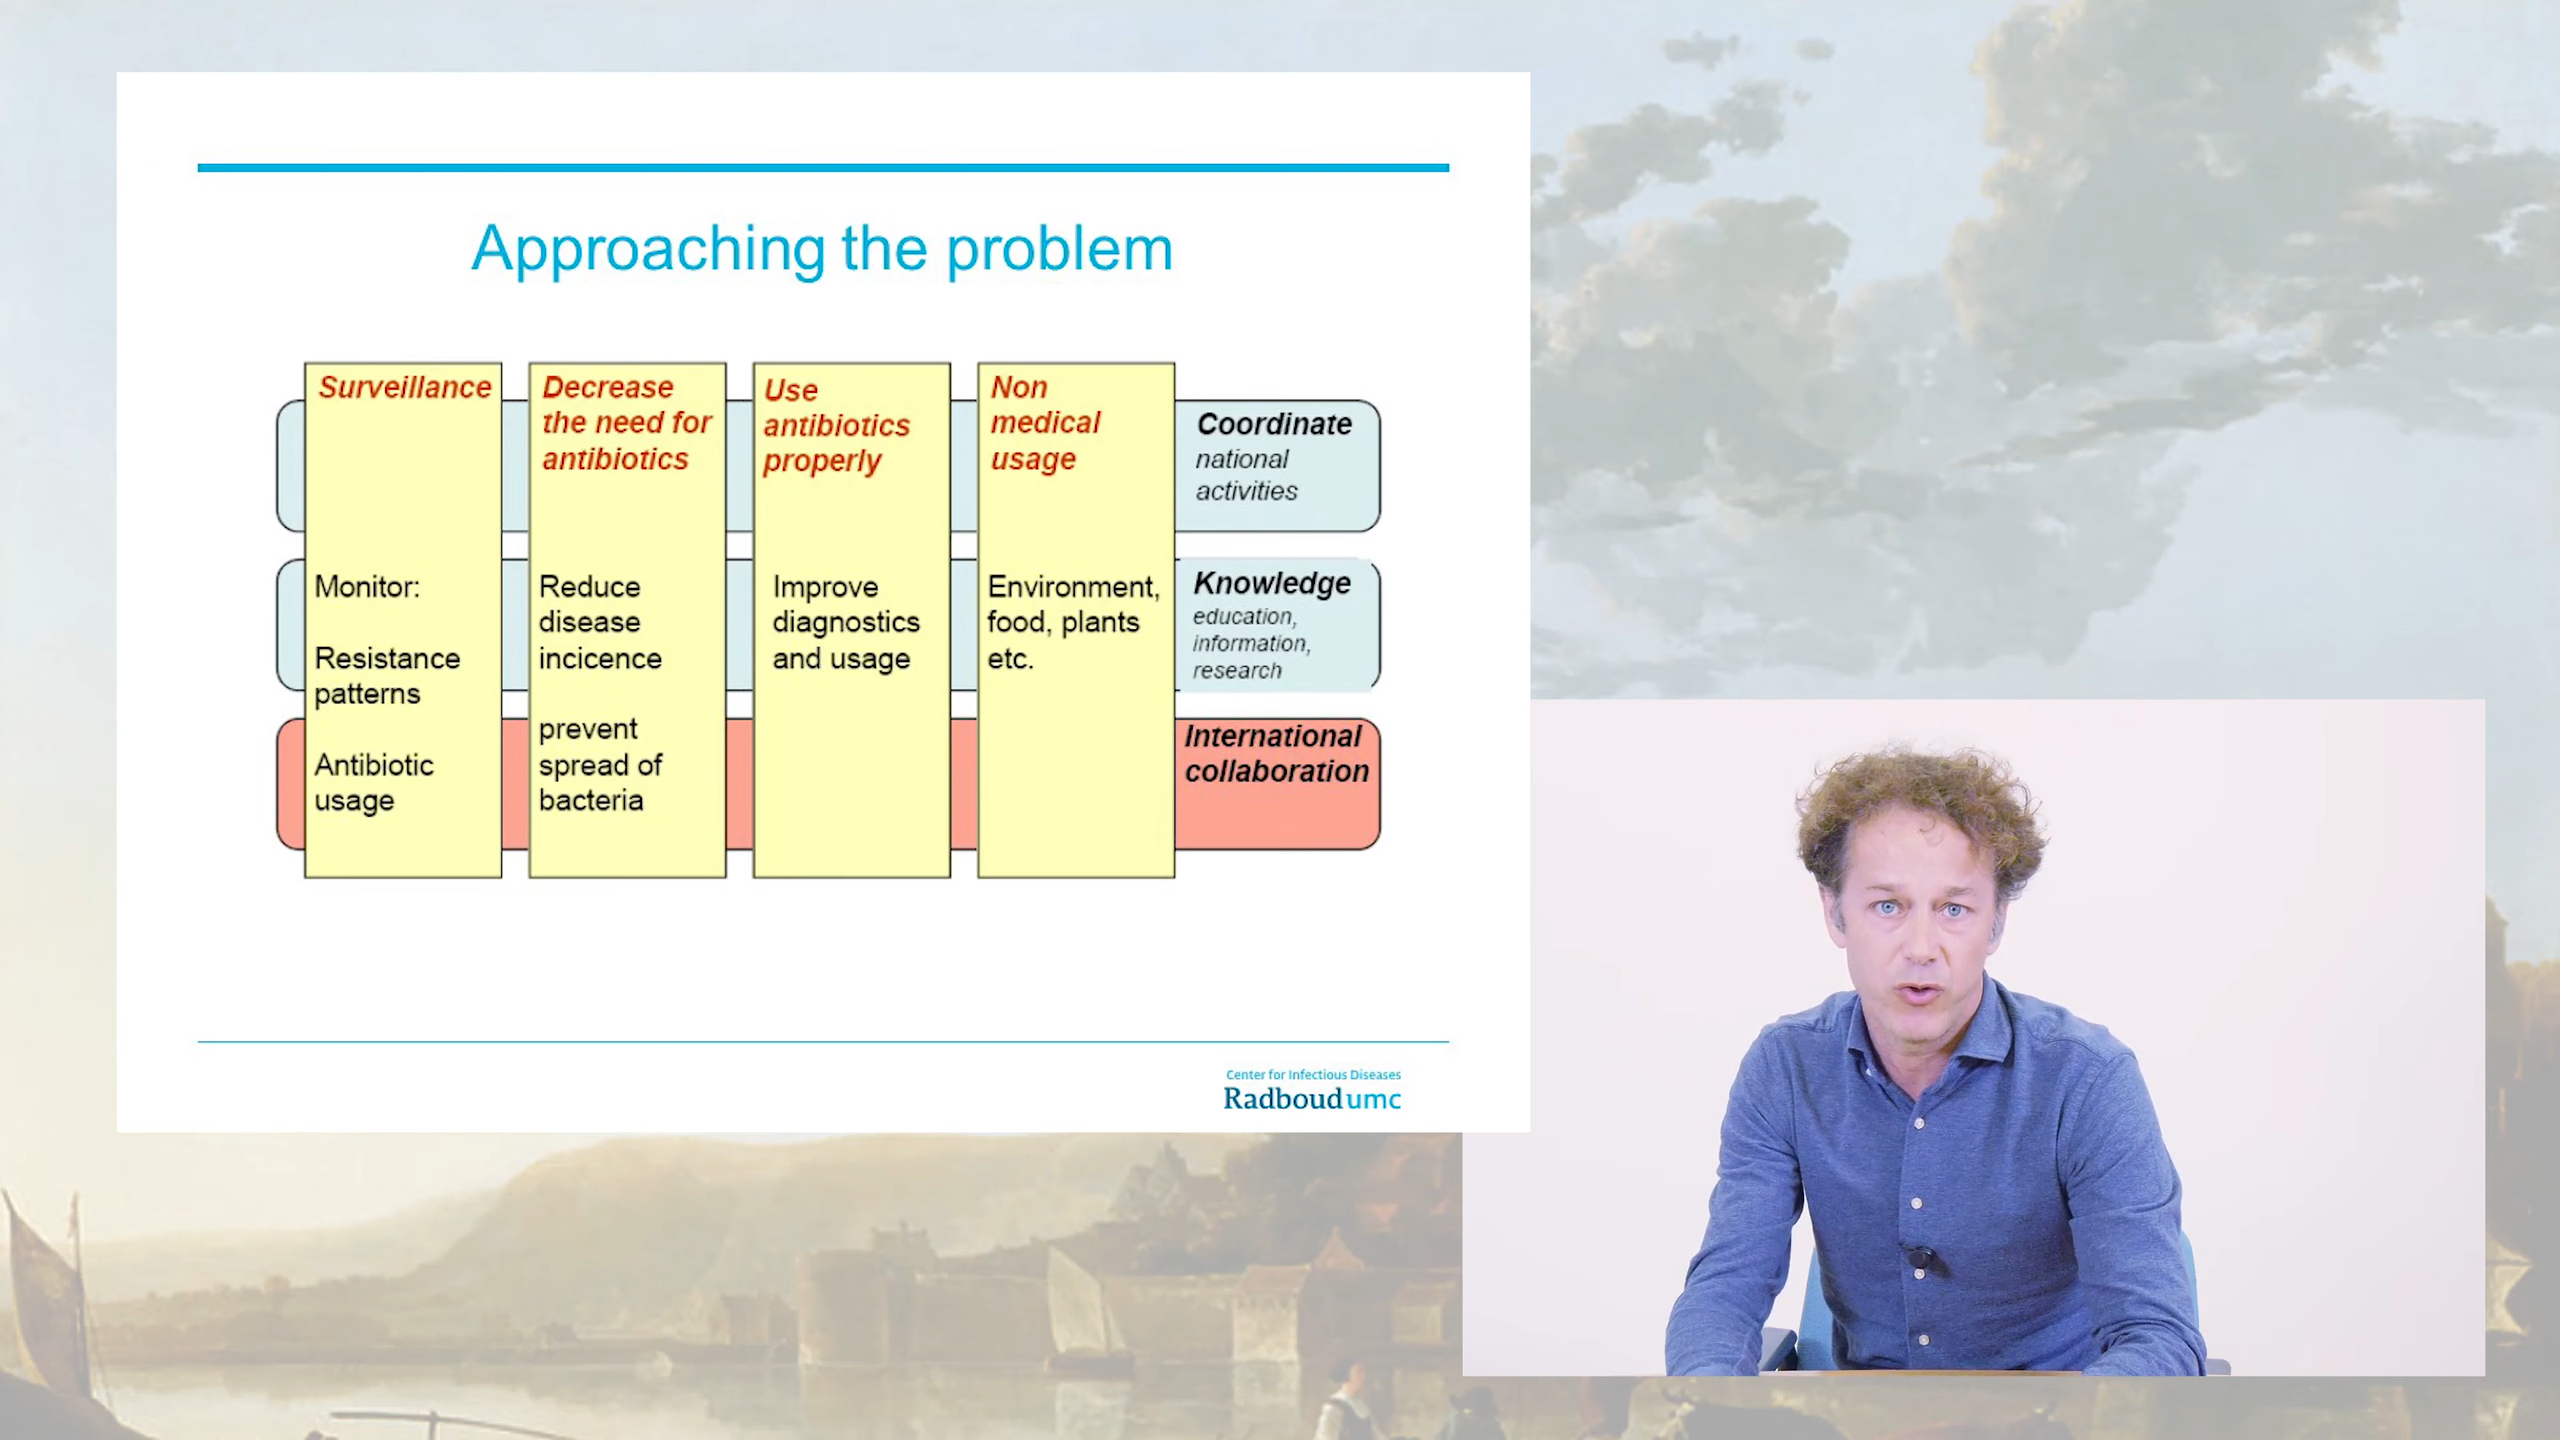 Approaching the problem
Surveillance
Monitor:
Resistance
patterns
Antibiotic
usage
Decrease
the need for
antibiotics
Reduce
disease
incicence
prevent
spread of
bacteria
Use
antibiotics
properly
Improve
diagnostics
and usage
Non
medical
usage
Environment,
food, plants
etc.
Coordinate
national
activities
Knowledge
education,
information,
research
International
collaboration
Center for Infectious Diseases
Radboudumc